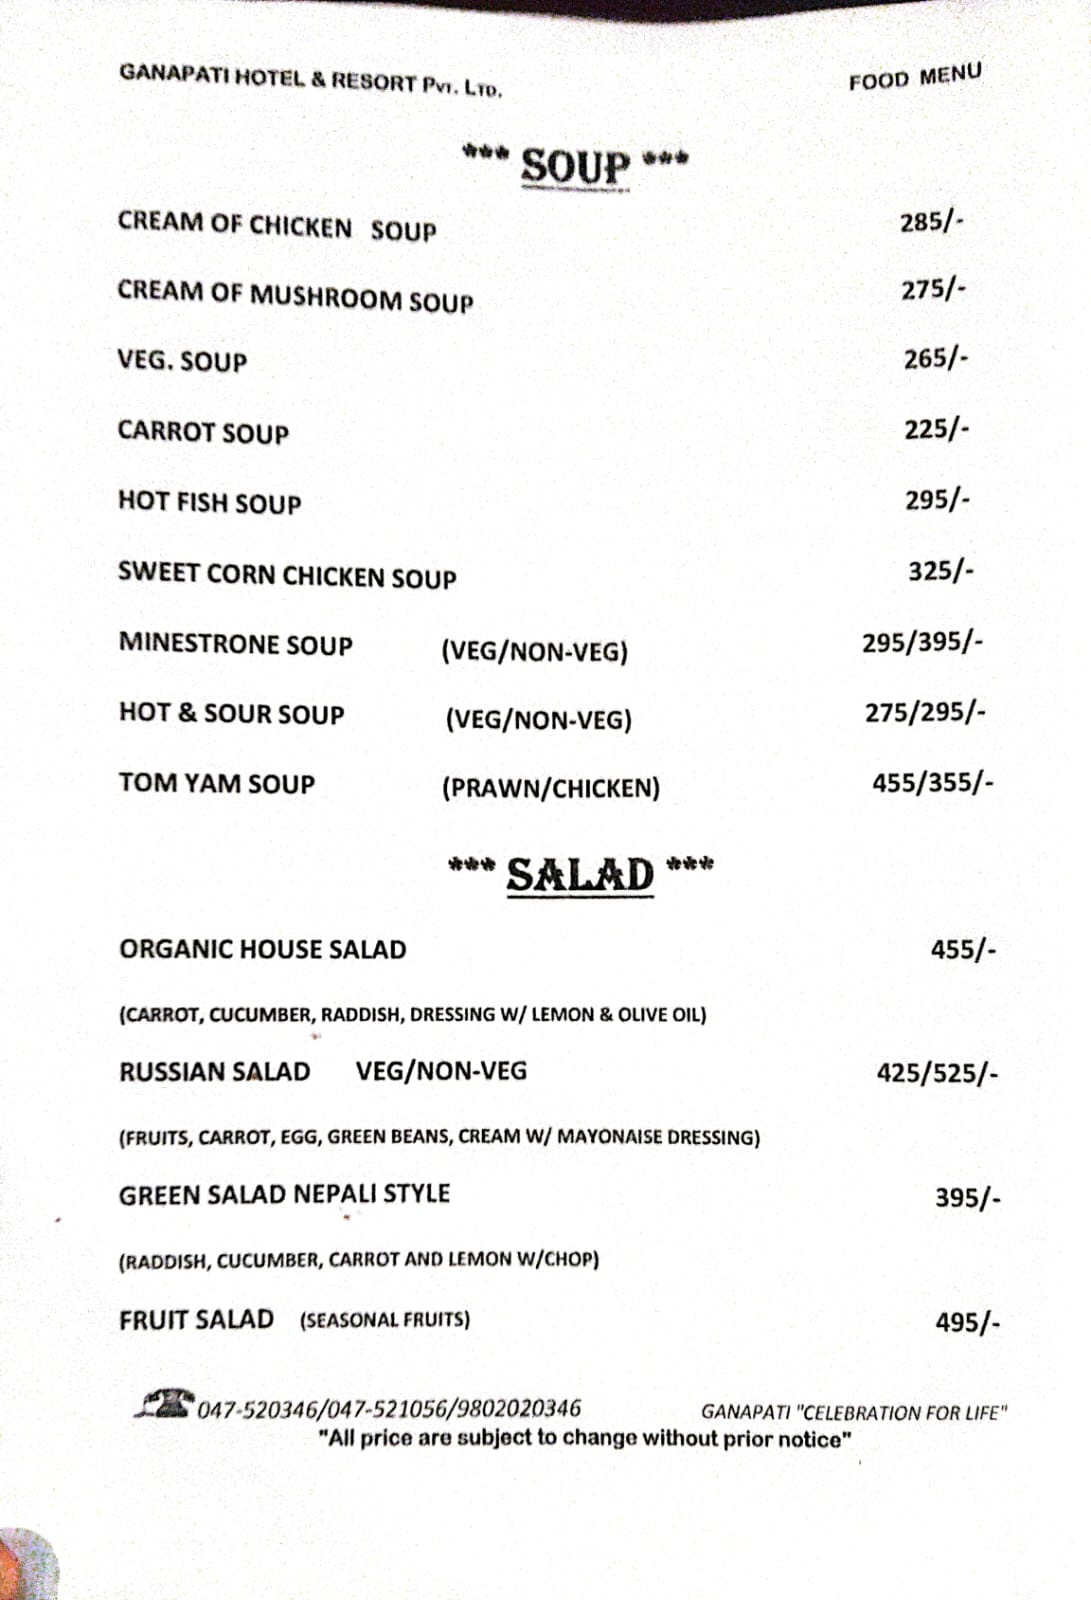 GANAPATI HOTEL & RESORT PVT. LTD. FOOD MENU
*** SOUP ***
CREAM OF CHICKEN SOUP 285/-
CREAM OF MUSHROOM SOUP 275/-
VEG. SOUP 265/-
CARROT SOUP 225/-
HOT FISH SOUP 295/-
SWEET CORN CHICKEN SOUP 325/-
MINESTRONE SOUP (VEG/NON-VEG) 295/395/-
HOT & SOUR SOUP (VEG/NON-VEG) 275/295/-
TOM YAM SOUP (PRAWN/CHICKEN) 455/355/-
*** SALAD ***
ORGANIC HOUSE SALAD 455/-
(CARROT, CUCUMBER, RADDISH, DRESSING W/ LEMON & OLIVE OIL)
RUSSIAN SALAD VEG/NON-VEG 425/525/-
(FRUITS, CARROT, EGG, GREEN BEANS, CREAM W/ MAYONAISE DRESSING)
GREEN SALAD NEPALI STYLE 395/-
(RADDISH, CUCUMBER, CARROT AND LEMON W/CHOP)
FRUIT SALAD (SEASONAL FRUITS) 495/-
047-520346/047-521056/9802020346 GANAPATI "CELEBRATION FOR LIFE"
"All price are subject to change without prior notice"